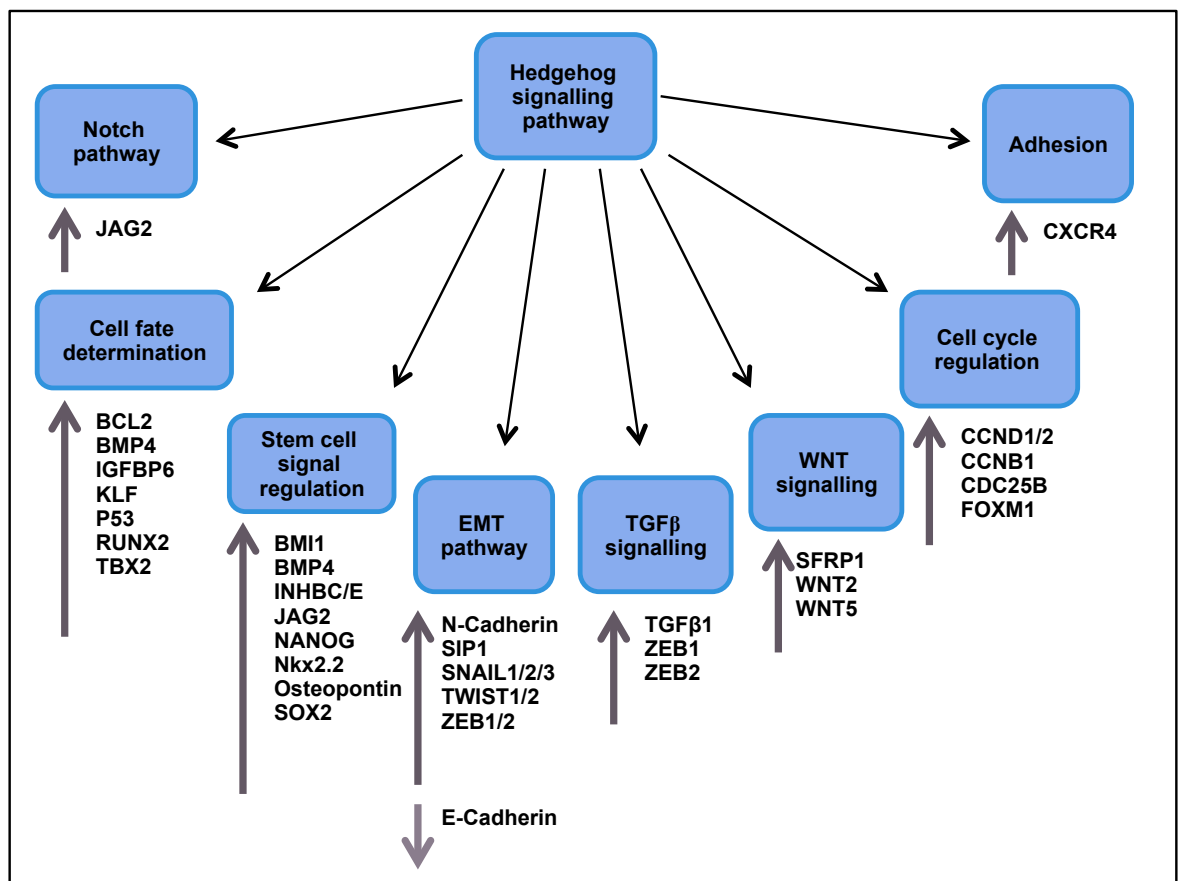 Hedgehog
signalling
pathway
Notch
pathway
JAG2
Adhesion
CXCR4
Cell fate
determination
BCL2
BMP4
IGFBP6
KLF
P53
RUNX2
TBX2
Stem cell
signal
regulation
BMI1
BMP4
INHBC/E
JAG2
NANOG
Nkx2.2
Osteopontin
SOX2
EMT
pathway
N-Cadherin
SIP1
SNAIL1/2/3
TWIST1/2
ZEB1/2
E-Cadherin
TGFβ
signalling
TGFβ1
ZEB1
ZEB2
WNT
signalling
SFRP1
WNT2
WNT5
Cell cycle
regulation
CCND1/2
CCNB1
CDC25B
FOXM1